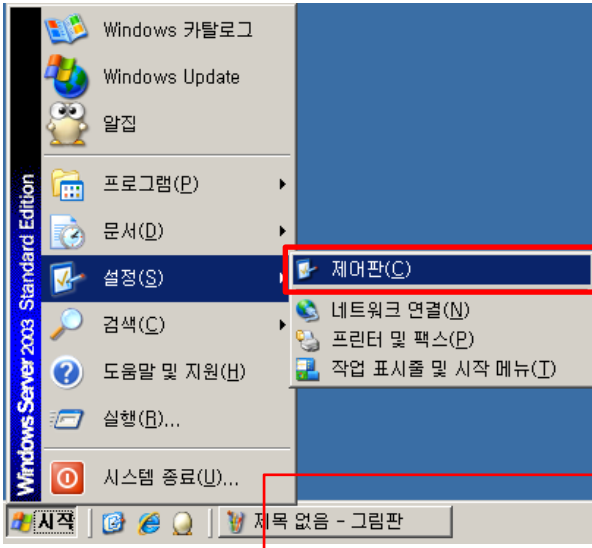 Windows 카탈로그
Windows Update
알집
프로그램(P)
문서(D)
설정(S)
검색(C)
도움말 및 지원(H)
실행(R)...
시스템 종료(U)...
Windows Server 2003 Standard Edition
제어판(C)
네트워크 연결(N)
프린터 및 팩스(P)
작업 표시줄 및 시작 메뉴(T)
시작
제목 없음 - 그림판